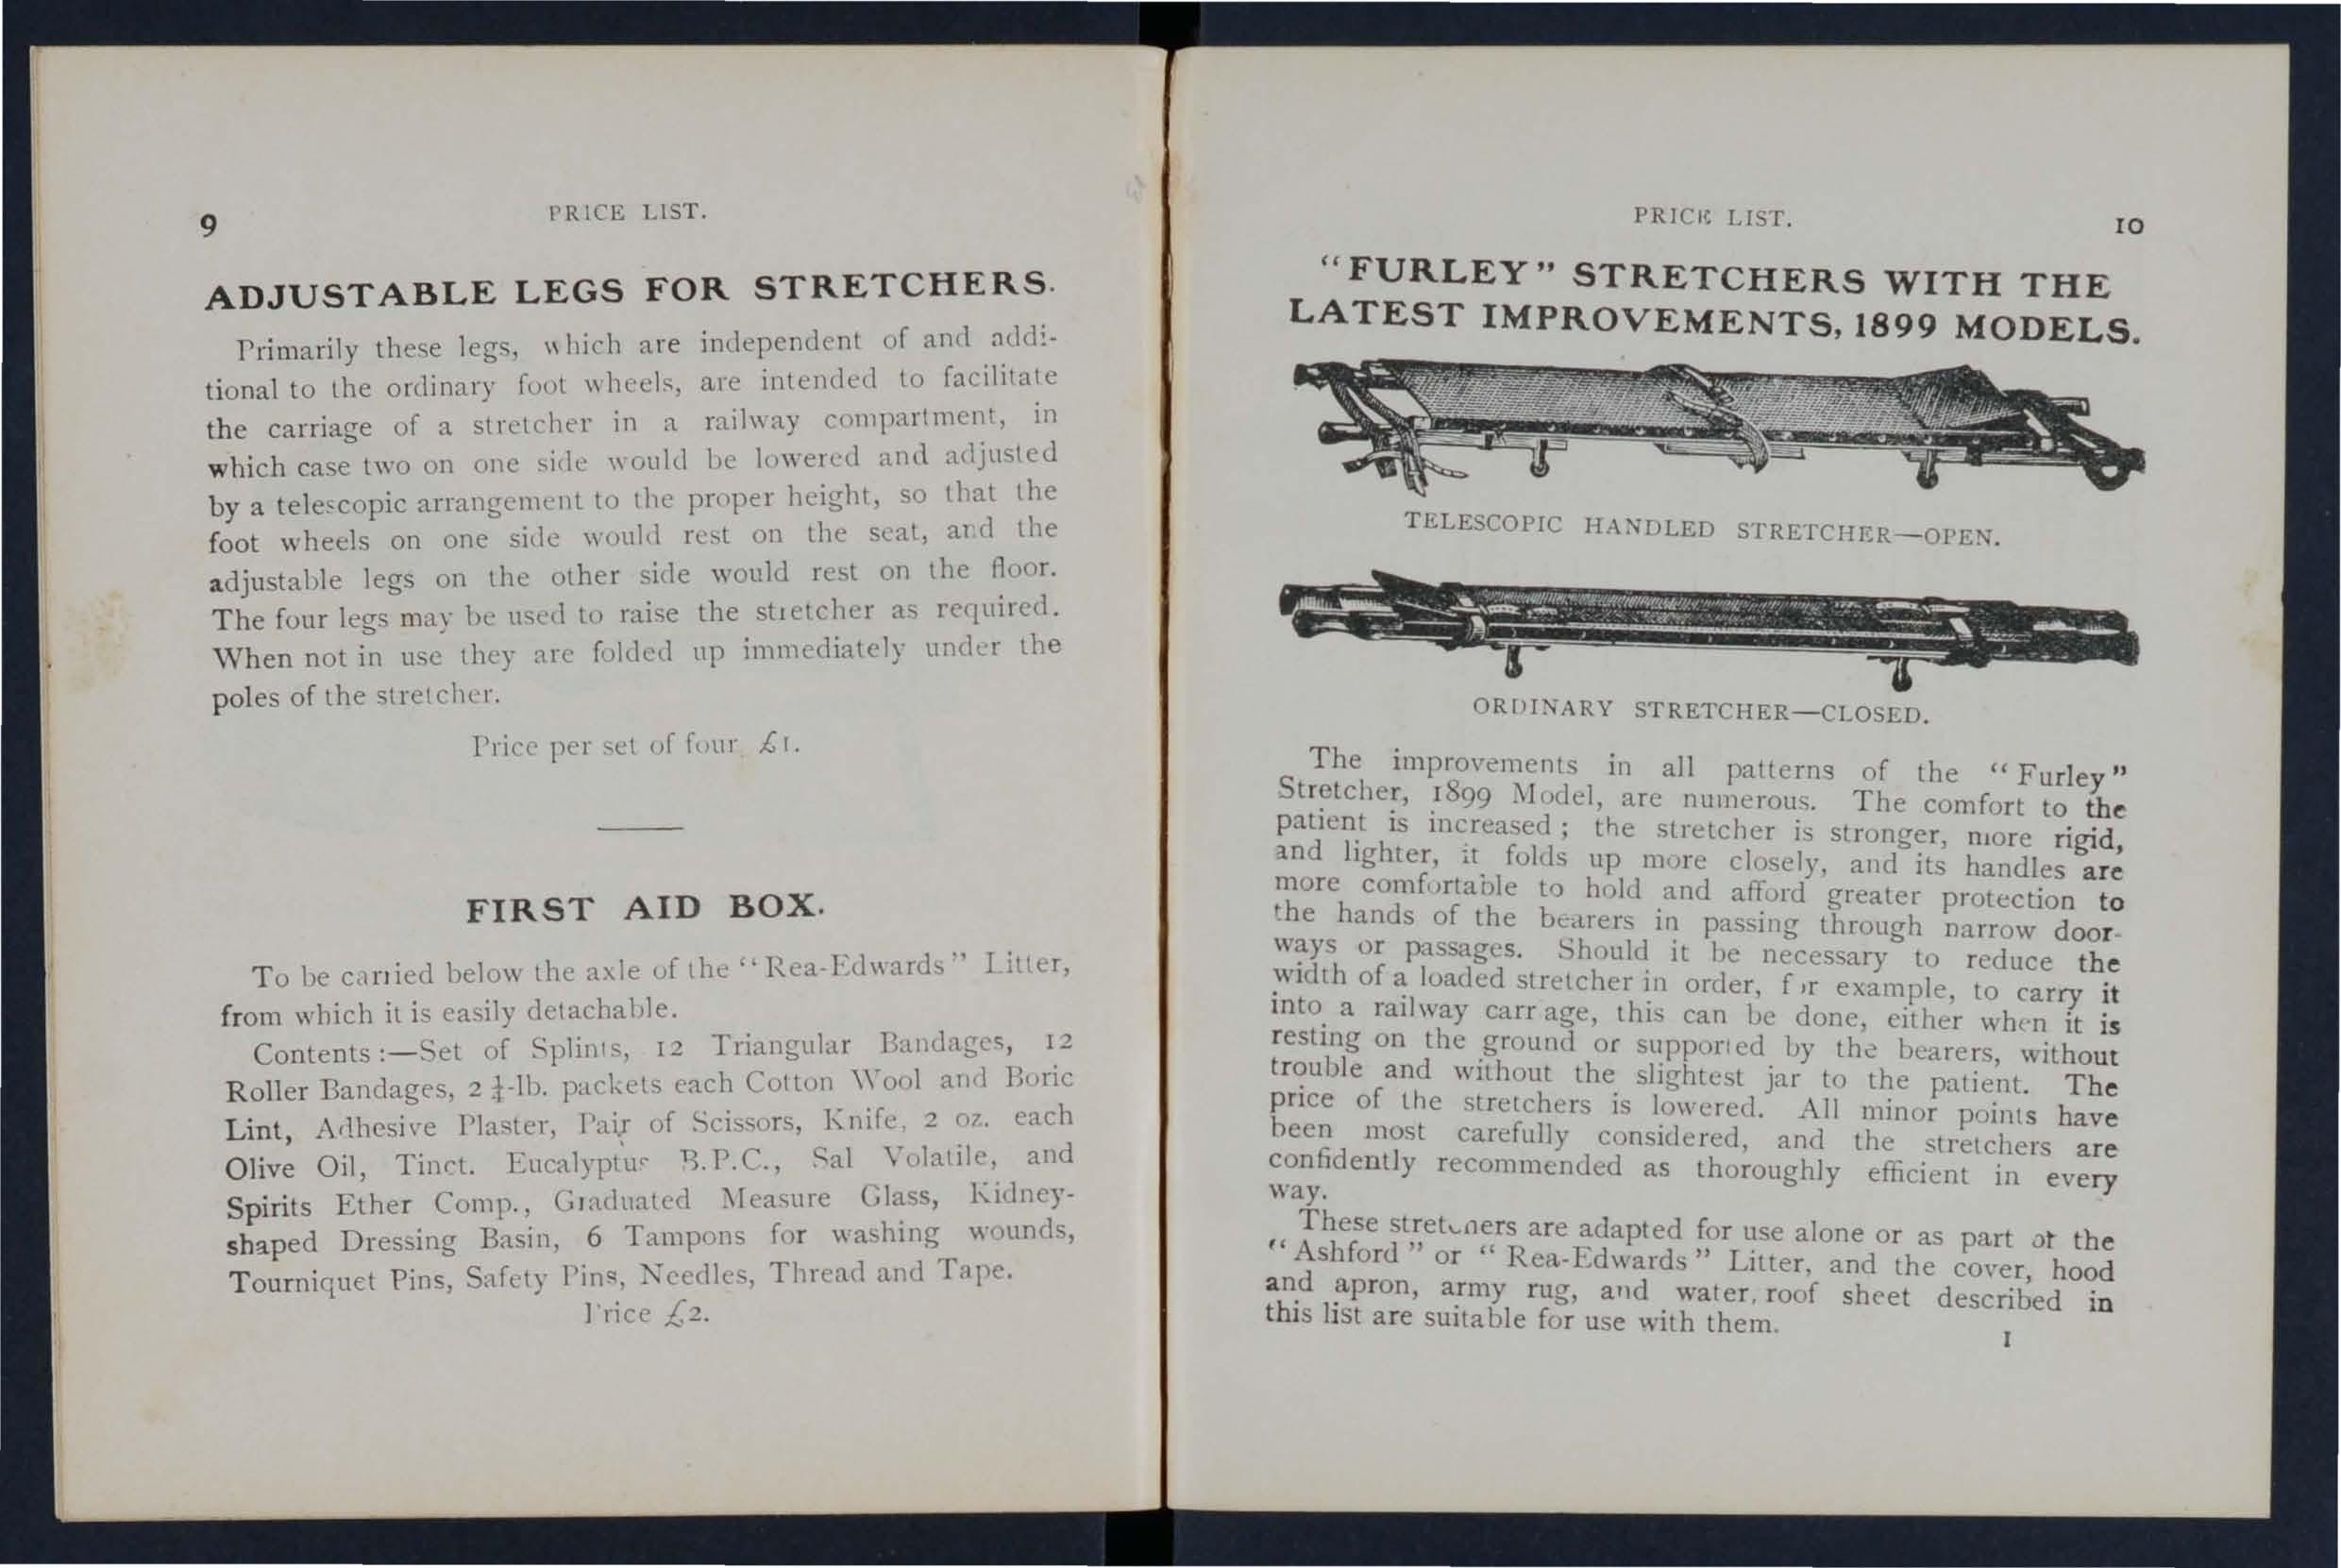 9
PRICE LIST.
ADJUSTABLE LEGS FOR STRETCHERS.
Primarily these legs, which are independent of and addi-
tional to the ordinary foot wheels, are intended to facilitate
the carriage of a stretcher in a railway compartment, in
which case two on one side would be lowered and adjusted
by a telescopic arrangement to the proper height, so that the
foot wheels on one side would rest on the seat, and the
adjustable legs on the other side would rest on the floor.
The four legs may be used to raise the stretcher as required.
When not in use they are folded up immediately under the
poles of the stretcher.
Price per set of four £1.
FIRST AID BOX.
To be carried below the axle of the “Rea-Edwards” Litter,
from which it is easily detachable.
Contents :—Set of Splints, 12 Triangular Bandages, 12
Roller Bandages, 2 ¼-lb. packets each Cotton Wool and Boric
Lint, Adhesive Plaster, Pair of Scissors, Knife, 2 oz. each
Olive Oil, Tinct. Eucalyptus B.P.C., Sal Volatile, and
Spirits Ether Comp., Graduated Measure Glass, Kidney-
shaped Dressing Basin, 6 Tampons for washing wounds,
Tourniquet Pins, Safety Pins, Needles, Thread and Tape.
Price £2.
PRICE LIST.
10
“FURLEY” STRETCHERS WITH THE
LATEST IMPROVEMENTS, 1899 MODELS.
TELESCOPIC HANDLED STRETCHER—OPEN.
ORDINARY STRETCHER—CLOSED.
The improvements in all patterns of the “Furley”
Stretcher, 1899 Model, are numerous. The comfort to the
patient is increased ; the stretcher is stronger, more rigid,
and lighter, it folds up more closely, and its handles are
more comfortable to hold and afford greater protection to
the hands of the bearers in passing through narrow door-
ways or passages. Should it be necessary to reduce the
width of a loaded stretcher in order, for example, to carry it
into a railway carriage, this can be done, either when it is
resting on the ground or supported by the bearers, without
trouble and without the slightest jar to the patient. The
price of the stretchers is lowered. All minor points have
been most carefully considered, and the stretchers are
confidently recommended as thoroughly efficient in every
way.
These stretchers are adapted for use alone or as part of the
“Ashford” or “Rea-Edwards” Litter, and the cover, hood
and apron, army rug, and waterproof sheet described in
this list are suitable for use with them.
I